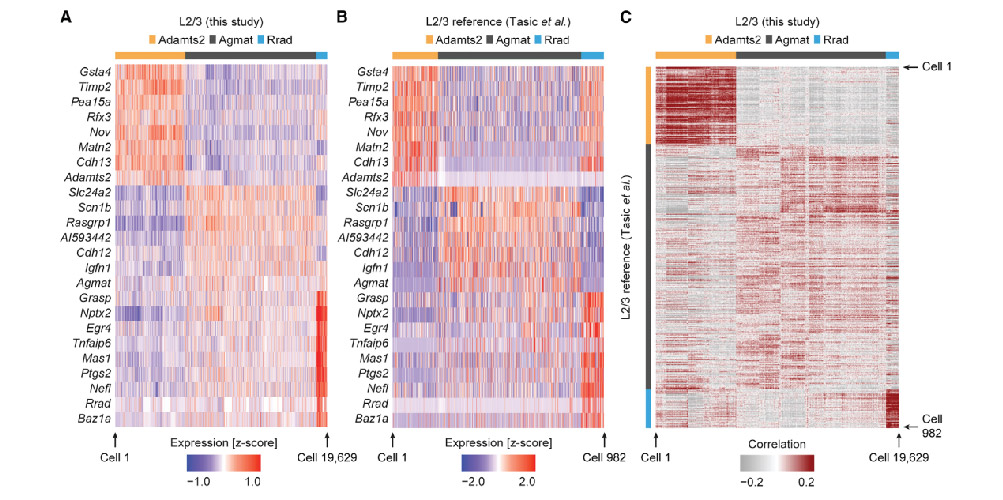 A
L2/3 (this study)
Adamts2 Agmat Rrad
Gsta4
Timp2
Pea15a
Rfx3
Nov
Matn2
Cdh13
Adamts2
Slc24a2
Scn1b
Rasgrp1
AI593442
Cdh12
Igfn1
Agmat
Grasp
Nptx2
Egr4
Tnfaip6
Mas1
Ptgs2
Nefl
Rrad
Baz1a
Expression [z-score]
Cell 1
Cell 19,629
−1.0 1.0
B
L2/3 reference (Tasic et al.)
Adamts2 Agmat Rrad
Gsta4
Timp2
Pea15a
Rfx3
Nov
Matn2
Cdh13
Adamts2
Slc24a2
Scn1b
Rasgrp1
AI593442
Cdh12
Igfn1
Agmat
Grasp
Nptx2
Egr4
Tnfaip6
Mas1
Ptgs2
Nefl
Rrad
Baz1a
Expression [z-score]
Cell 1
Cell 982
−2.0 2.0
C
L2/3 (this study)
Adamts2 Agmat Rrad
Cell 1
L2/3 reference (Tasic et al.)
Cell
982
Correlation
Cell 1
Cell 19,629
−0.2 0.2